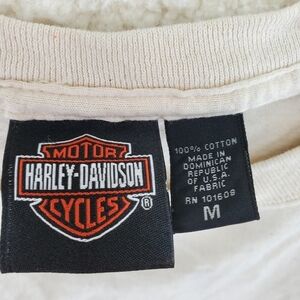 MOTOR
HARLEY-DAVIDSON
CYCLES
®
100% COTTON
MADE IN
DOMINICAN
REPUBLIC
OF U.S.A.
FABRIC
RN 101609
M